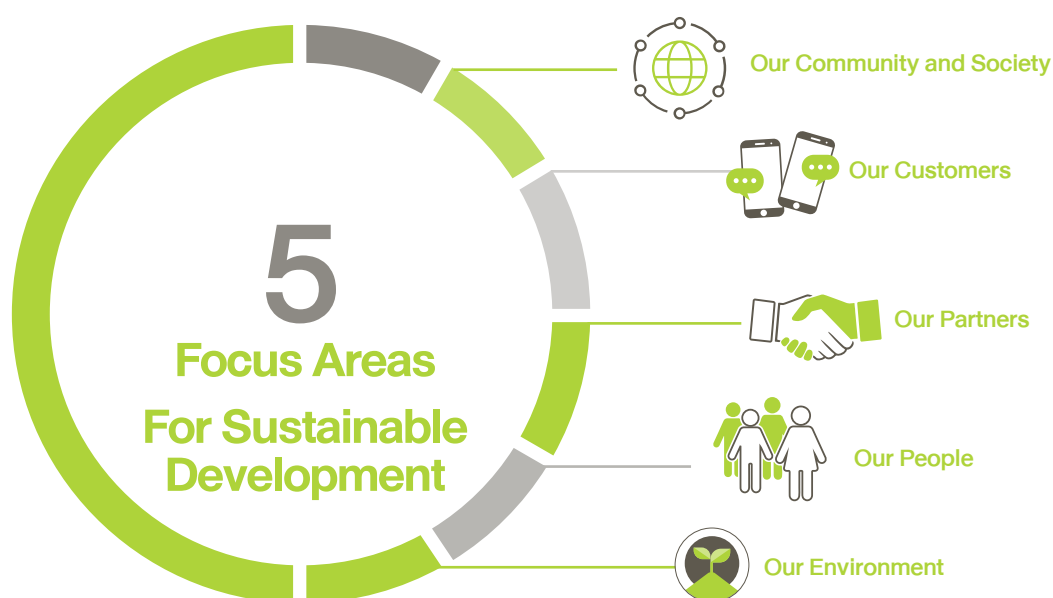 5
Focus Areas
For Sustainable
Development
Our Community and Society
Our Customers
Our Partners
Our People
Our Environment